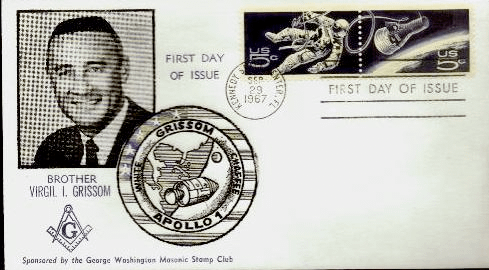 FIRST DAY
OF ISSUE
US
5c
US
5c
KENNEDY SPACE CENTER, FL
SEP
29
1967
FIRST DAY OF ISSUE
GRISSOM
WHITE
CHAFFEE
APOLLO 1
BROTHER
VIRGIL I. GRISSOM
G
Sponsored by the George Washington Masonic Stamp Club